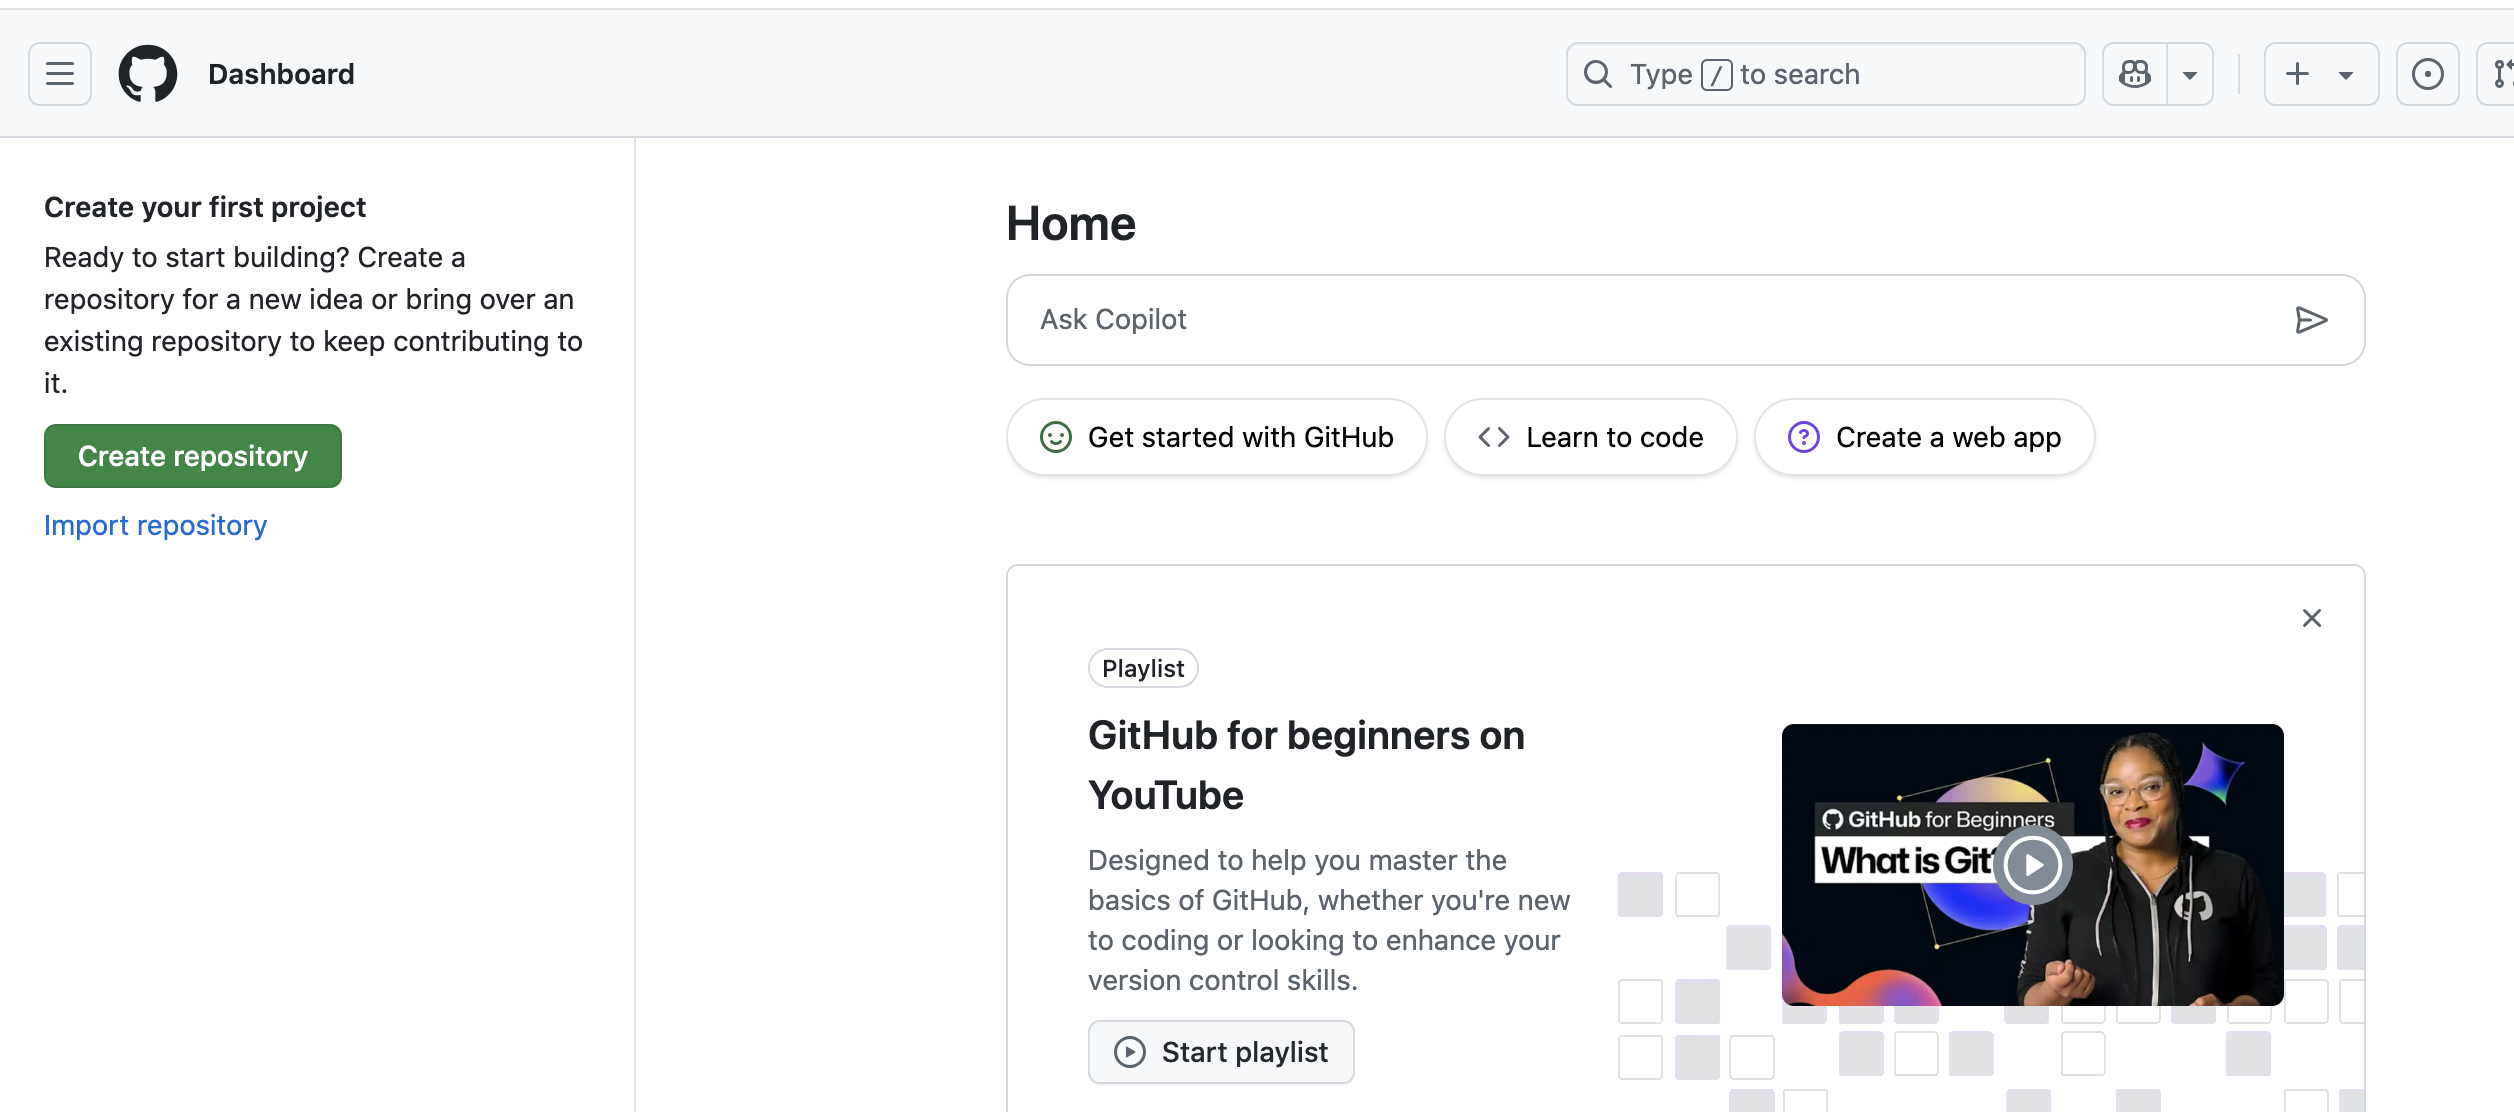 Dashboard
Type / to search
Create your first project
Ready to start building? Create a
repository for a new idea or bring over an
existing repository to keep contributing to
it.
Create repository
Import repository
Home
Ask Copilot
Get started with GitHub
Learn to code
Create a web app
Playlist
GitHub for beginners on
YouTube
Designed to help you master the
basics of GitHub, whether you're new
to coding or looking to enhance your
version control skills.
Start playlist
GitHub for Beginners
What is Git?